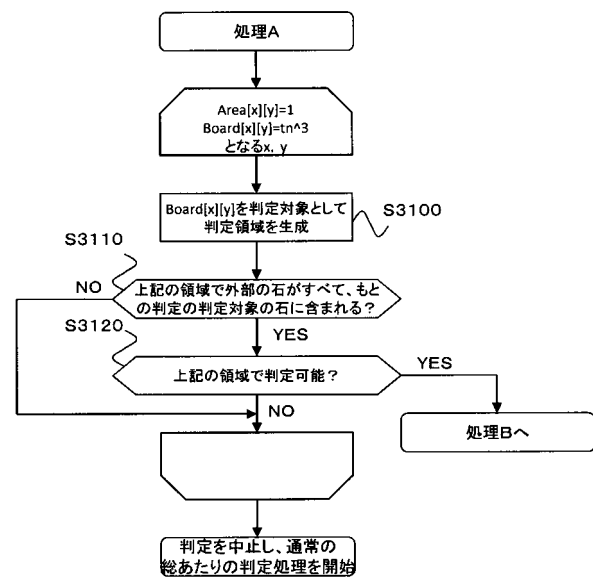 処理A
Area[x][y]=1
Board[x][y]=tn^3
となるx, y
Board[x][y]を判定対象として
判定領域を生成
S3100
S3110
上記の領域で外部の石がすべて、もと
の判定の判定対象の石に含まれる?
NO
YES
S3120
上記の領域で判定可能?
YES
NO
処理Bへ
判定を中止し、通常の
総あたりの判定処理を開始